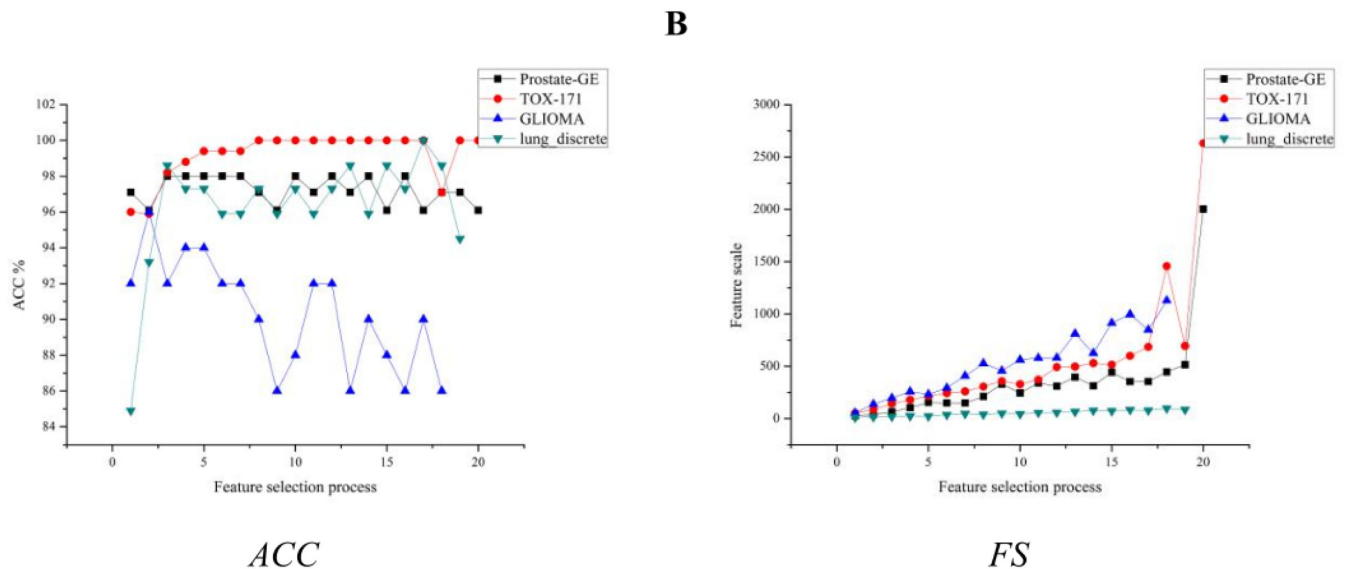 B
Prostate-GE
TOX-171
GLIOMA
lung_discrete
102
100
98
96
94
92
90
88
86
84
ACC %
0
5
10
15
20
Feature selection process
ACC
Prostate-GE
TOX-171
GLIOMA
lung_discrete
3000
2500
2000
1500
1000
500
0
Feature scale
0
5
10
15
20
Feature selection process
FS